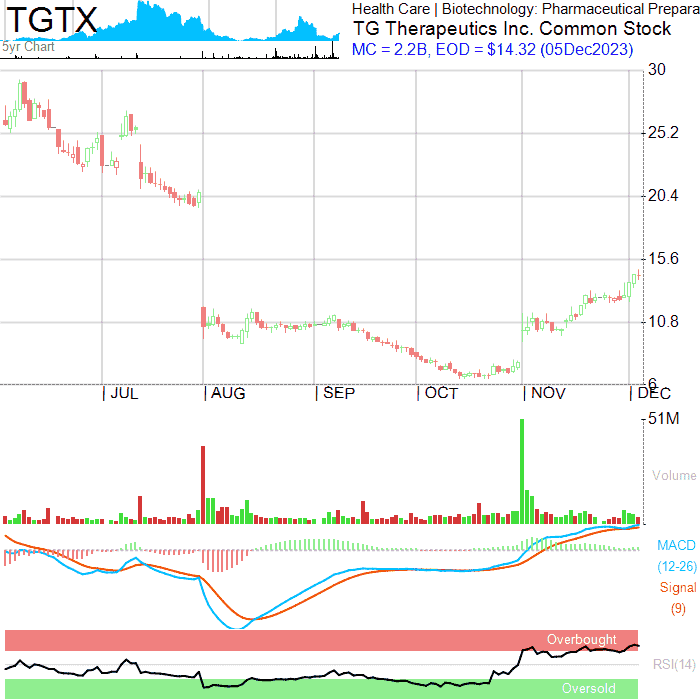 TGTX
5yr Chart
Health Care | Biotechnology: Pharmaceutical Prepara
TG Therapeutics Inc. Common Stock
MC = 2.2B, EOD = $14.32 (05Dec2023)
30
25.2
20.4
15.6
10.8
6
JUL
AUG
SEP
OCT
NOV
DEC
51M
Volume
MACD
(12-26)
Signal
(9)
Overbought
RSI(14)
Oversold